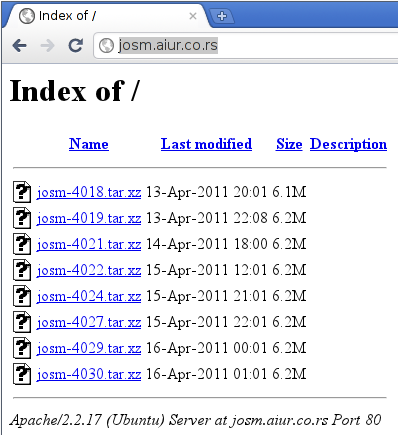 Index of /
josm.aiur.co.rs
Index of /
Name Last modified Size Description
josm-4018.tar.xz 13-Apr-2011 20:01 6.1M
josm-4019.tar.xz 13-Apr-2011 22:08 6.2M
josm-4021.tar.xz 14-Apr-2011 18:00 6.2M
josm-4022.tar.xz 15-Apr-2011 12:01 6.2M
josm-4024.tar.xz 15-Apr-2011 21:01 6.2M
josm-4027.tar.xz 15-Apr-2011 22:01 6.2M
josm-4029.tar.xz 16-Apr-2011 00:01 6.2M
josm-4030.tar.xz 16-Apr-2011 01:01 6.2M
Apache/2.2.17 (Ubuntu) Server at josm.aiur.co.rs Port 80